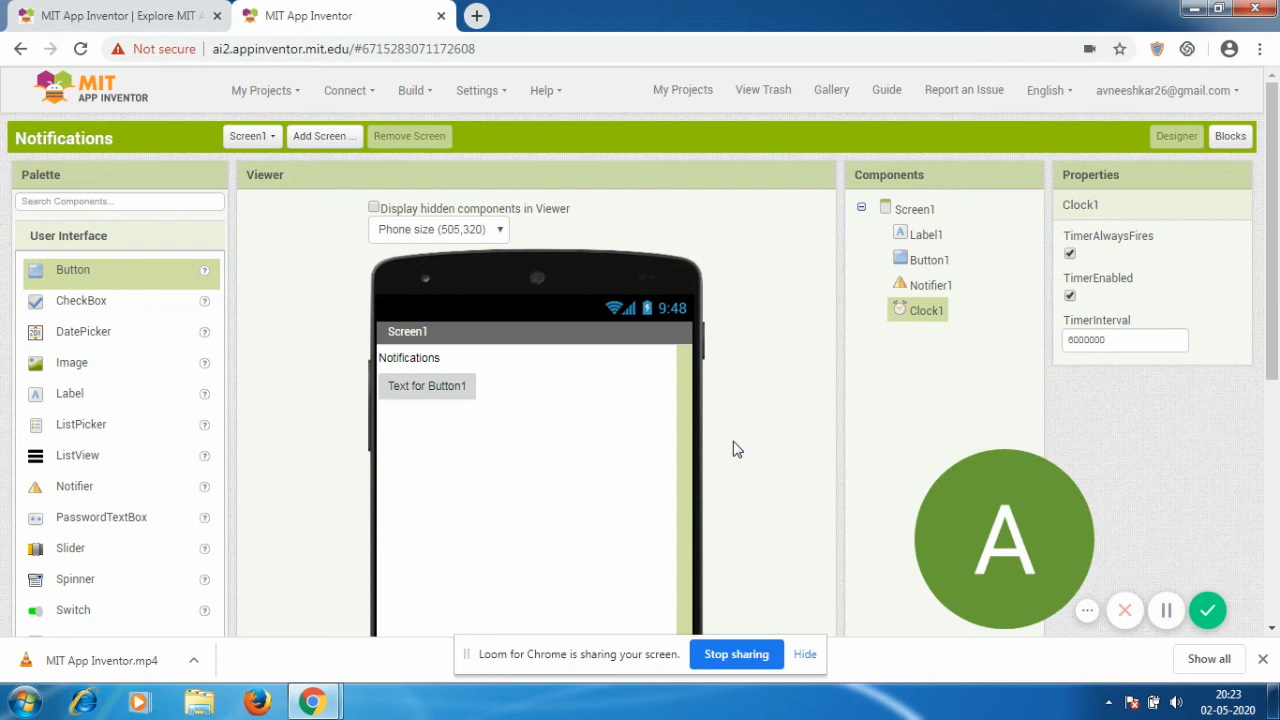 MIT App Inventor | Explore MIT A
MIT App Inventor
Not secure
ai2.appinventor.mit.edu/#6715283071172608
MIT
APP INVENTOR
My Projects
Connect
Build
Settings
Help
My Projects
View Trash
Gallery
Guide
Report an Issue
English
avneeshkar26@gmail.com
Notifications
Screen1
Add Screen ...
Remove Screen
Designer
Blocks
Palette
Search Components...
User Interface
Button
?
CheckBox
?
DatePicker
?
Image
?
Label
?
ListPicker
?
ListView
?
Notifier
?
PasswordTextBox
?
Slider
?
Spinner
?
Switch
?
Viewer
Display hidden components in Viewer
Phone size (505,320)
9:48
Screen1
Notifications
Text for Button1
Components
Screen1
Label1
Button1
Notifier1
Clock1
Properties
Clock1
TimerAlwaysFires
TimerEnabled
TimerInterval
6000000
A
Loom for Chrome is sharing your screen.
Stop sharing
Hide
MIT App Inventor.mp4
Show all
20:23
02-05-2020